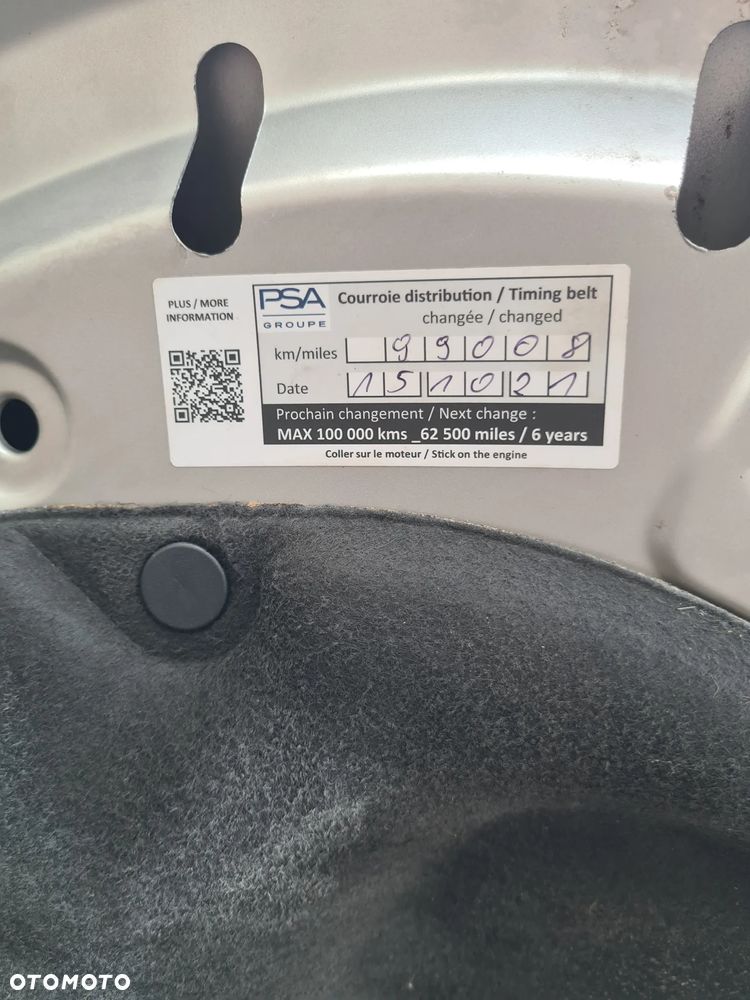 PLUS / MORE
INFORMATION
PSA
GROUPE
Courroie distribution / Timing belt
changée / changed
km/miles 99008
Date 151021
Prochain changement / Next change :
MAX 100 000 kms _62 500 miles / 6 years
Coller sur le moteur / Stick on the engine
OTOMOTO